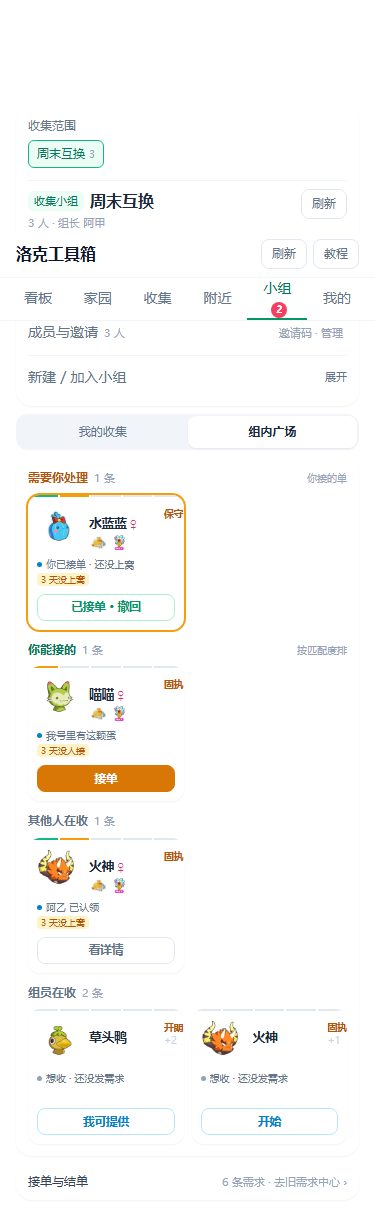 收集范围
周末互换 3
收集小组 周末互换 刷新
3 人 · 组长 阿甲
洛克工具箱 刷新 教程
看板 家园 收集 附近 小组 2 我的
成员与邀请 3 人 邀请码 · 管理
新建 / 加入小组 展开
我的收集 组内广场
需要你处理 1 条 你接的单
水蓝蓝♀ 保守
你已接单 · 还没上窝
3 天没上窝
已接单 · 撤回
你能接的 1 条 按匹配度排
喵喵♀ 固执
我号里有这颗蛋
3 天没人接
接单
其他人在收 1 条
火神♀ 固执
阿乙 已认领
3 天没上窝
看详情
组员在收 2 条
草头鸭 开朗 +2
想收 · 还没发需求
我可提供
火神 固执 +1
想收 · 还没发需求
开始
接单与结单 6 条需求 · 去旧需求中心 ›